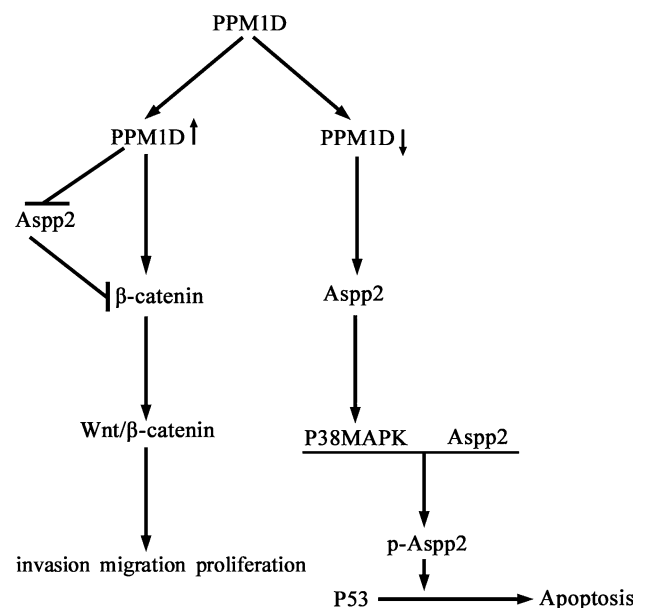 PPM1D
PPM1D PPM1D
Aspp2
β-catenin Aspp2
Wnt/β-catenin P38MAPK Aspp2
p-Aspp2
invasion migration proliferation
P53 Apoptosis